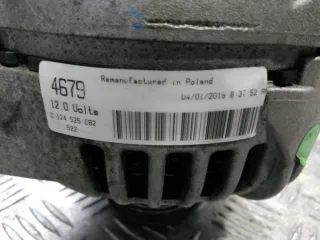 Remanufactured in Poland
4679
04/01/2016 8:37:52
12.0 Volts
0 124 525 082
522